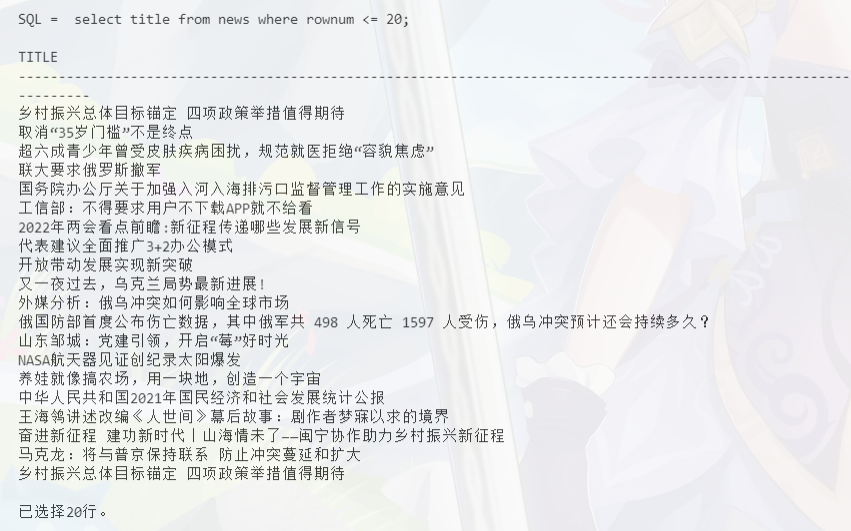 SQL =  select title from news where rownum <= 20;
TITLE
--------------------------------------------------------------------------------
---------
乡村振兴总体目标锚定 四项政策举措值得期待
取消“35岁门槛”不是终点
超六成青少年曾受皮肤疾病困扰，规范就医拒绝“容貌焦虑”
联大要求俄罗斯撤军
国务院办公厅关于加强入河入海排污口监督管理工作的实施意见
工信部：不得要求用户不下载APP就不给看
2022年两会看点前瞻:新征程传递哪些发展新信号
代表建议全面推广3+2办公模式
开放带动发展实现新突破
又一夜过去，乌克兰局势最新进展！
外媒分析：俄乌冲突如何影响全球市场
俄国防部首度公布伤亡数据，其中俄军共 498 人死亡 1597 人受伤，俄乌冲突预计还会持续多久？
山东邹城：党建引领，开启“莓”好时光
NASA航天器见证创纪录太阳爆发
养娃就像搞农场，用一块地，创造一个宇宙
中华人民共和国2021年国民经济和社会发展统计公报
王海鸰讲述改编《人世间》幕后故事：剧作者梦寐以求的境界
奋进新征程 建功新时代丨山海情未了——闽宁协作助力乡村振兴新征程
马克龙：将与普京保持联系 防止冲突蔓延和扩大
乡村振兴总体目标锚定 四项政策举措值得期待
已选择20行。